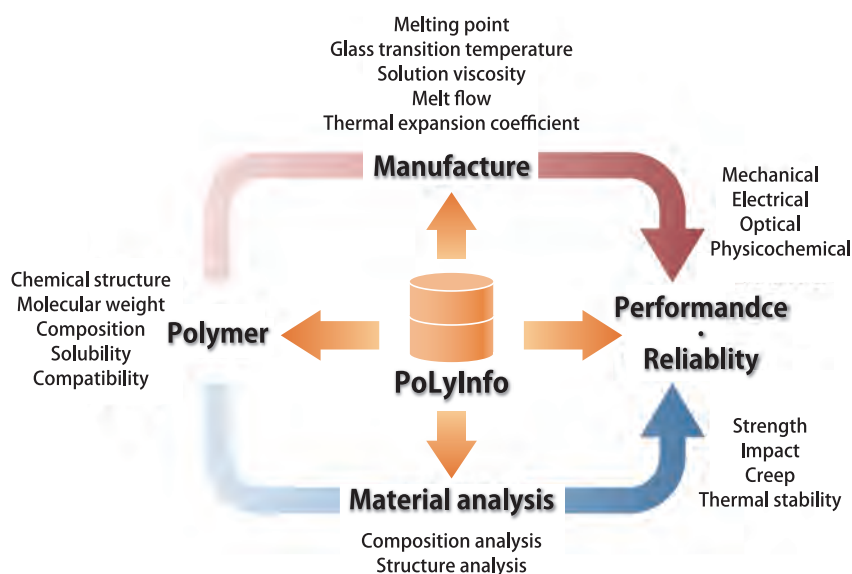 Melting point
Glass transition temperature
Solution viscosity
Melt flow
Thermal expansion coefficient
Manufacture
Mechanical
Electrical
Optical
Physicochemical
Chemical structure
Molecular weight
Composition
Solubility
Compatibility
Polymer
PoLyInfo
Performandce
·
Reliablity
Strength
Impact
Creep
Thermal stability
Material analysis
Composition analysis
Structure analysis